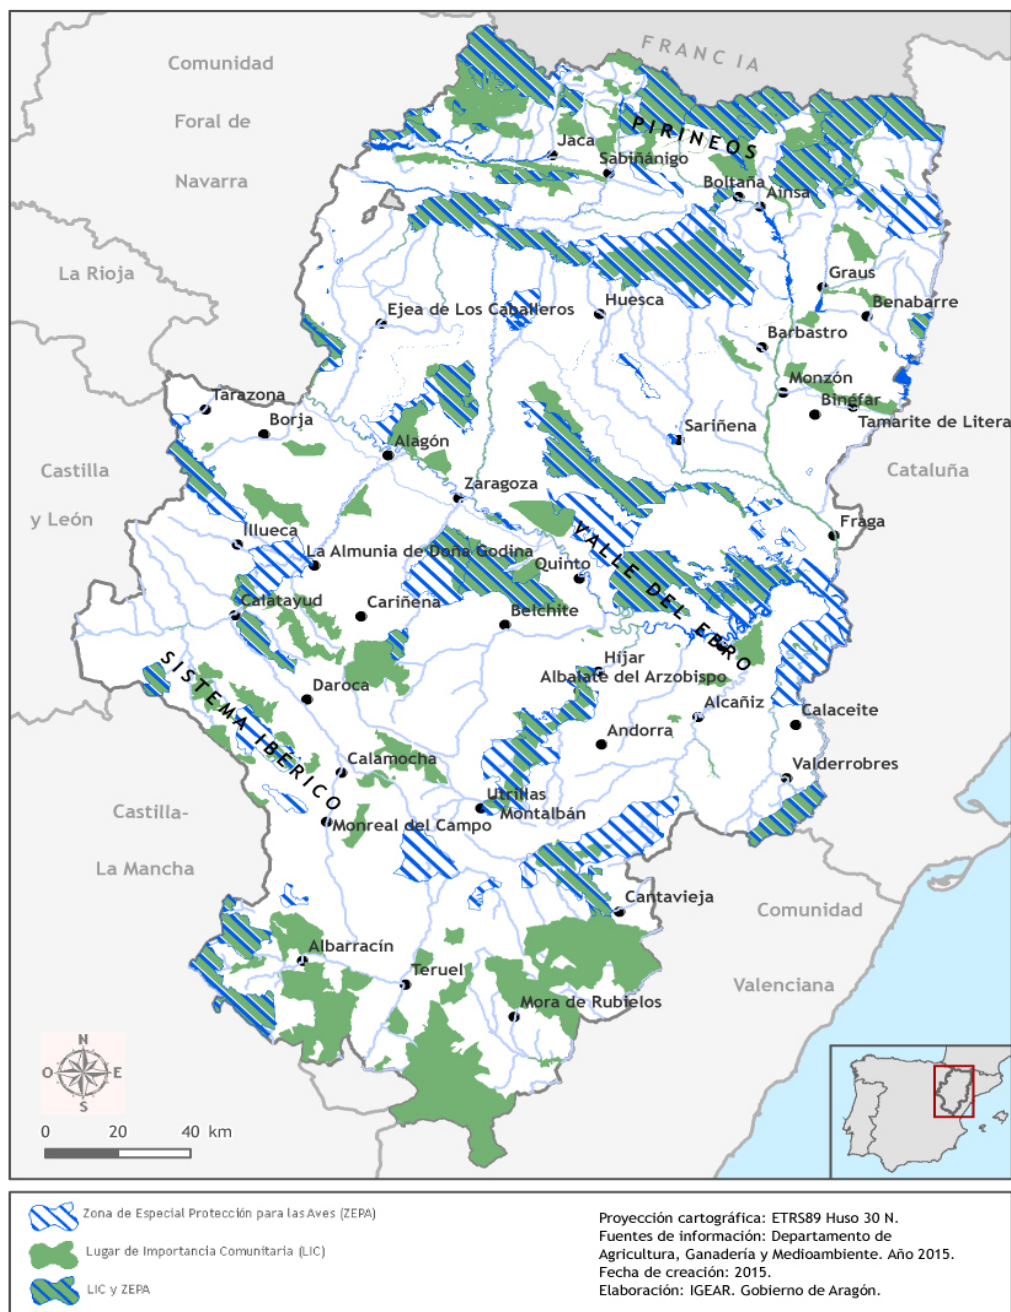 FRANCIA
Comunidad
Foral de
Navarra
PIRINEOS
Jaca
Sabiñánigo
Boltaña
Aínsa
La Rioja
Graus
Ejea de Los Caballeros
Huesca
Benabarre
Barbastro
Monzón
Binéfar
Tamarite de Litera
Tarazona
Borja
Alagón
Sariñena
Castilla
y León
Cataluña
Zaragoza
Fraga
Illueca
La Almunia de Doña Godina
VALLE DEL EBRO
Quinto
Calatayud
Cariñena
Belchite
SISTEMA IBÉRICO
Híjar
Albalate del Arzobispo
Daroca
Alcañiz
Calaceite
Andorra
Calamocha
Valderrobres
Utrillas
Montalbán
Castilla-
La Mancha
Monreal del Campo
Cantavieja
Comunidad
Valenciana
Albarracín
Teruel
Mora de Rubielos
N
O E
S
0 20 40 km
Zona de Especial Protección para las Aves (ZEPA)
Lugar de Importancia Comunitaria (LIC)
LIC y ZEPA
Proyección cartográfica: ETRS89 Huso 30 N.
Fuentes de información: Departamento de
Agricultura, Ganadería y Medioambiente. Año 2015.
Fecha de creación: 2015.
Elaboración: IGEAR. Gobierno de Aragón.